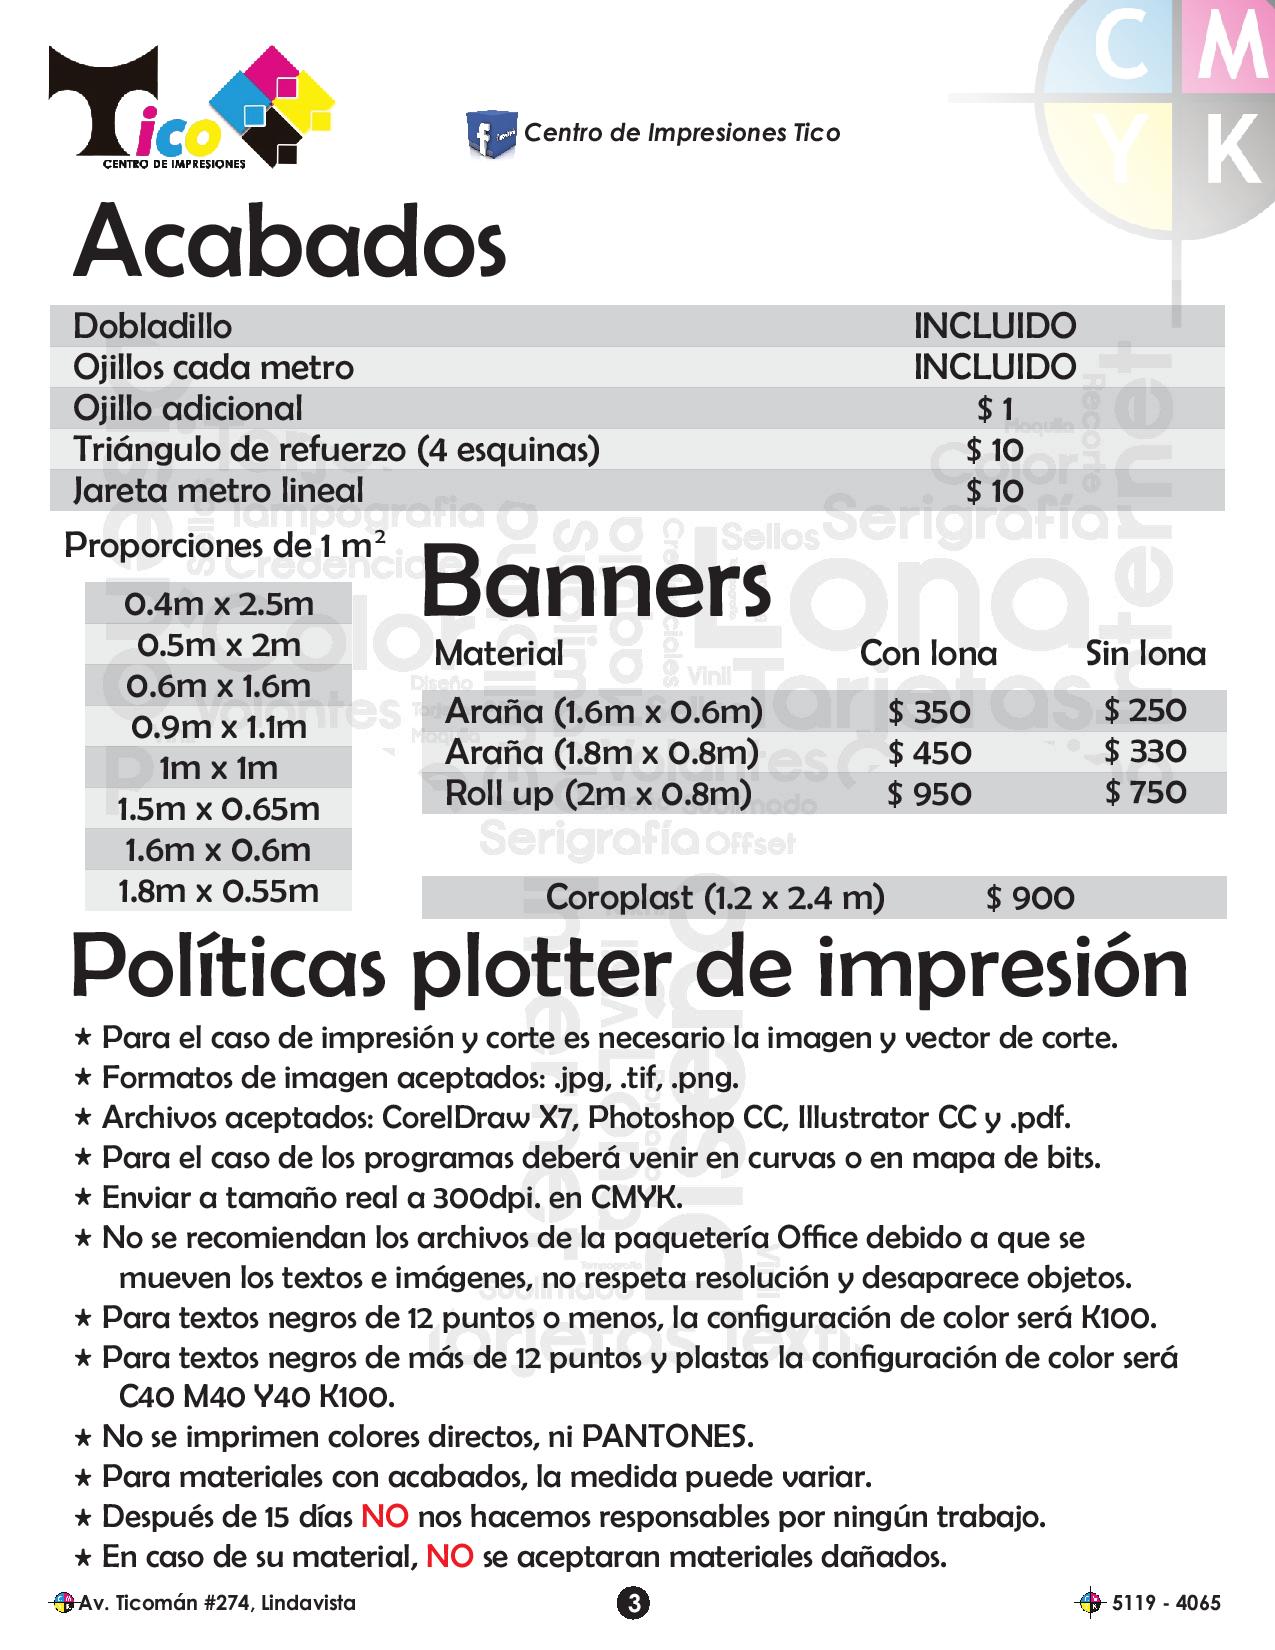 Tico
CENTRO DE IMPRESIONES
Centro de Impresiones Tico
C M
Y K
Acabados
Dobladillo INCLUIDO
Ojillos cada metro INCLUIDO
Ojillo adicional $ 1
Triángulo de refuerzo (4 esquinas) $ 10
Jareta metro lineal $ 10
Proporciones de 1 m²
0.4m x 2.5m
0.5m x 2m
0.6m x 1.6m
0.9m x 1.1m
1m x 1m
1.5m x 0.65m
1.6m x 0.6m
1.8m x 0.55m
Banners
Material Con lona Sin lona
Araña (1.6m x 0.6m) $ 350 $ 250
Araña (1.8m x 0.8m) $ 450 $ 330
Roll up (2m x 0.8m) $ 950 $ 750
Coroplast (1.2 x 2.4 m) $ 900
Políticas plotter de impresión
★ Para el caso de impresión y corte es necesario la imagen y vector de corte.
★ Formatos de imagen aceptados: .jpg, .tif, .png.
★ Archivos aceptados: CorelDraw X7, Photoshop CC, Illustrator CC y .pdf.
★ Para el caso de los programas deberá venir en curvas o en mapa de bits.
★ Enviar a tamaño real a 300dpi. en CMYK.
★ No se recomiendan los archivos de la paquetería Office debido a que se
mueven los textos e imágenes, no respeta resolución y desaparece objetos.
★ Para textos negros de 12 puntos o menos, la configuración de color será K100.
★ Para textos negros de más de 12 puntos y plastas la configuración de color será
C40 M40 Y40 K100.
★ No se imprimen colores directos, ni PANTONES.
★ Para materiales con acabados, la medida puede variar.
★ Después de 15 días NO nos hacemos responsables por ningún trabajo.
★ En caso de su material, NO se aceptaran materiales dañados.
Av. Ticomán #274, Lindavista
3
5119 - 4065